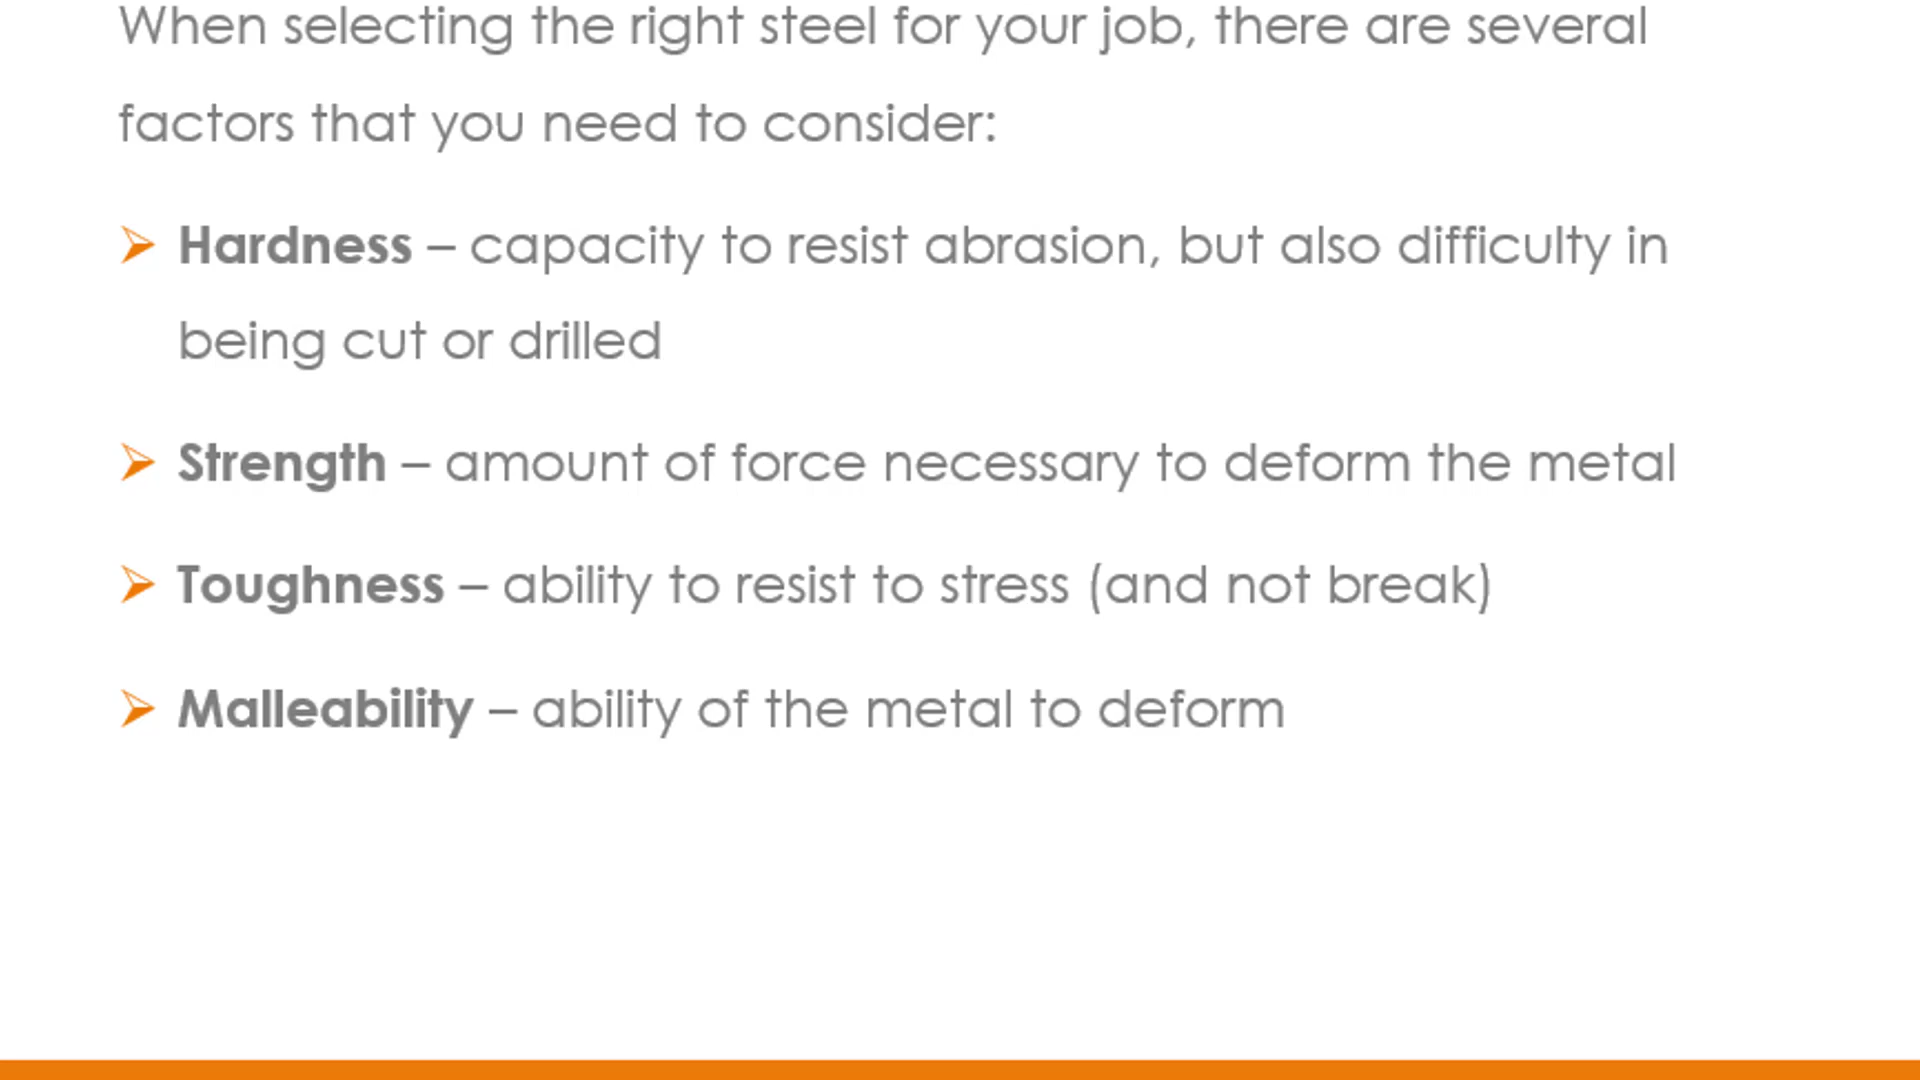 When selecting the right steel for your job, there are several
factors that you need to consider:
Hardness – capacity to resist abrasion, but also difficulty in
being cut or drilled
Strength – amount of force necessary to deform the metal
Toughness – ability to resist to stress (and not break)
Malleability – ability of the metal to deform